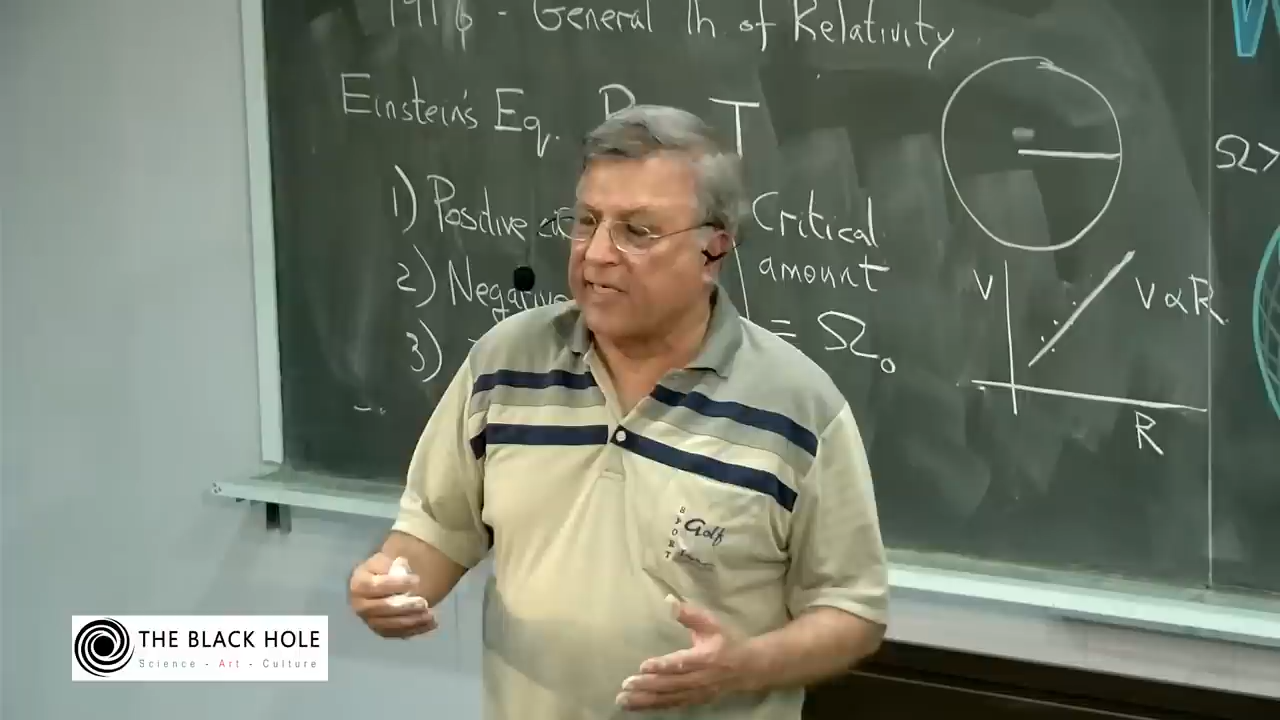 1916 - General Th of Relativity
Einstein's Eq. T
1) Positive
2) Negative
3)
Critical
amount
= Ω₀
V
V ∝ R
R
Ω>
SPORT
Golf
THE BLACK HOLE
Science - Art - Culture